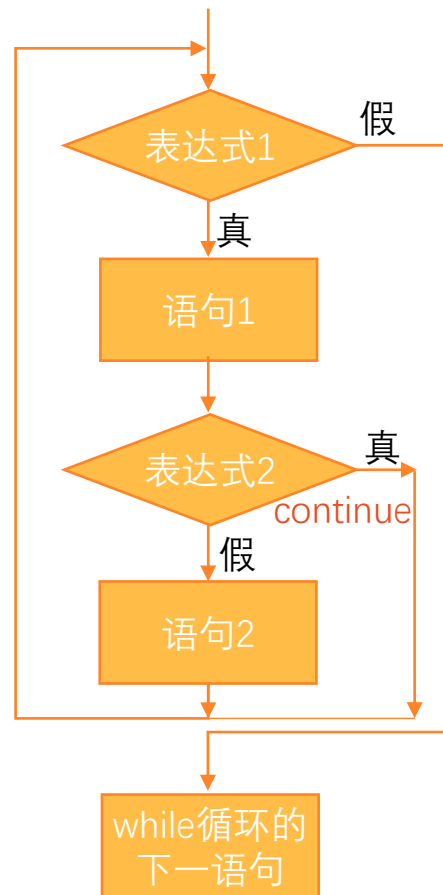 表达式1
假
真
语句1
表达式2
真
continue
假
语句2
while循环的
下一语句